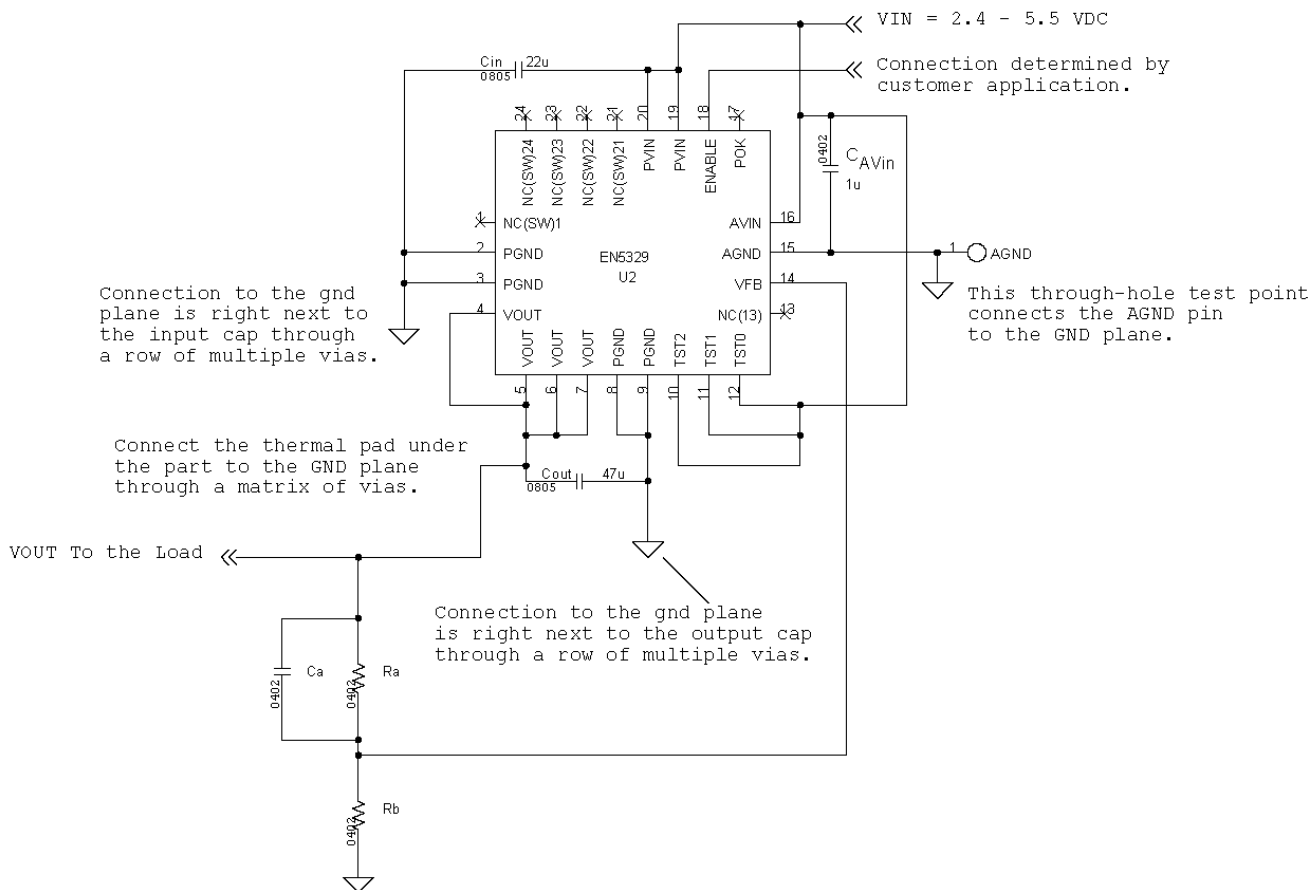 VIN = 2.4 - 5.5 VDC
Connection determined by
customer application.
Cin
0805
22u
24
23
22
21
20
19
18
17
NC(SW)24
NC(SW)23
NC(SW)22
NC(SW)21
PVIN
PVIN
ENABLE
POK
0402
CAVin
1u
1
NC(SW)1
AVIN
16
2
PGND
EN5329
U2
AGND
15
1
AGND
3
PGND
VFB
14
4
VOUT
NC(13)
13
Connection to the gnd
plane is right next to
the input cap through
a row of multiple vias.
This through-hole test point
connects the AGND pin
to the GND plane.
VOUT
VOUT
VOUT
PGND
PGND
TST2
TST1
TST0
5
6
7
8
9
10
11
12
Connect the thermal pad under
the part to the GND plane
through a matrix of vias.
Cout
0805
47u
VOUT To the Load
Connection to the gnd plane
is right next to the output cap
through a row of multiple vias.
0402
Ca
0402
Ra
0402
Rb